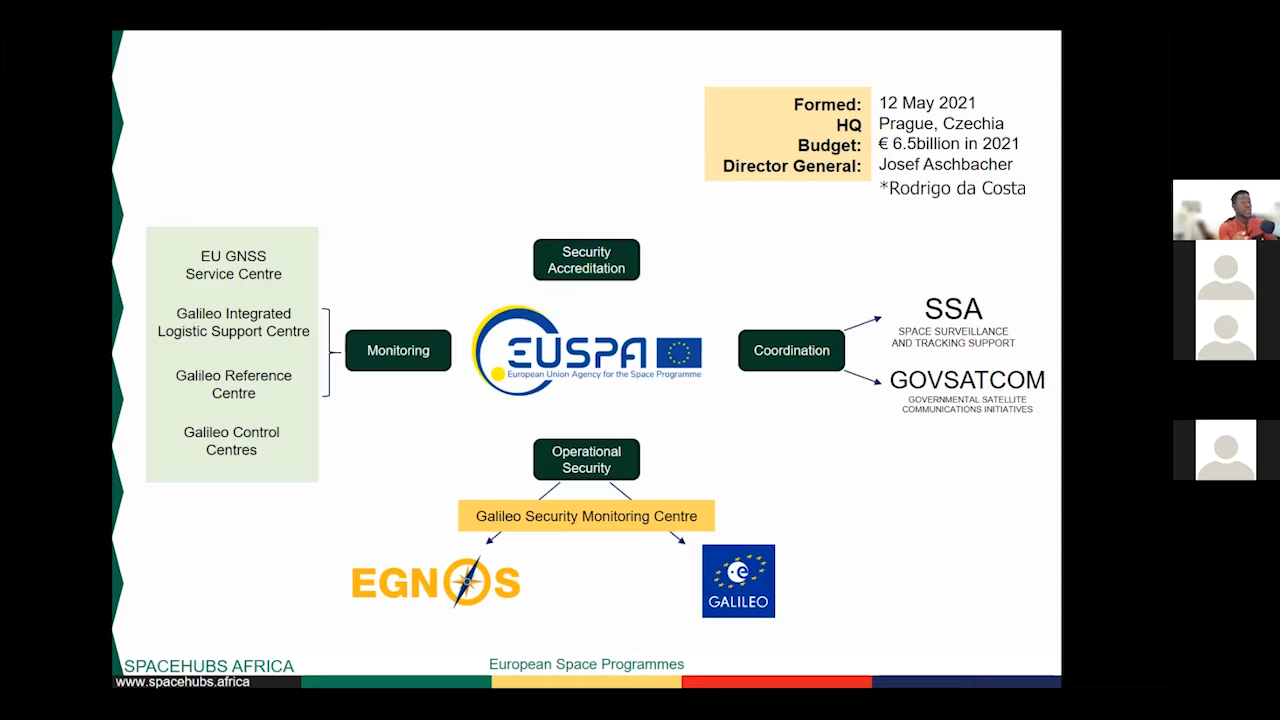 Formed: 12 May 2021
HQ Prague, Czechia
Budget: € 6.5billion in 2021
Director General: Josef Aschbacher
*Rodrigo da Costa
EU GNSS
Service Centre
Galileo Integrated
Logistic Support Centre
Galileo Reference
Centre
Galileo Control
Centres
Monitoring
Security
Accreditation
EUSPA
European Union Agency for the Space Programme
Coordination
SSA
SPACE SURVEILLANCE
AND TRACKING SUPPORT
GOVSATCOM
GOVERNMENTAL SATELLITE
COMMUNICATIONS INITIATIVES
Operational
Security
Galileo Security Monitoring Centre
EGNOS
e
GALILEO
SPACEHUBS AFRICA
European Space Programmes
www.spacehubs.africa